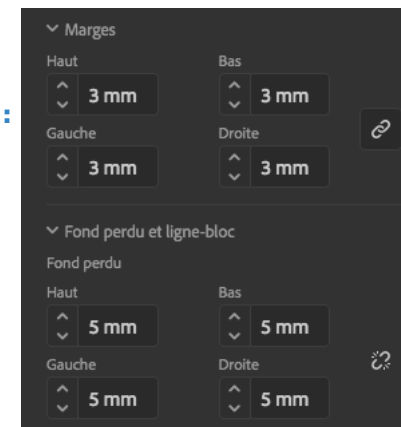 Marges
Haut Bas
3 mm 3 mm
:
Gauche Droite
3 mm 3 mm
Fond perdu et ligne-bloc
Fond perdu
Haut Bas
5 mm 5 mm
Gauche Droite
5 mm 5 mm